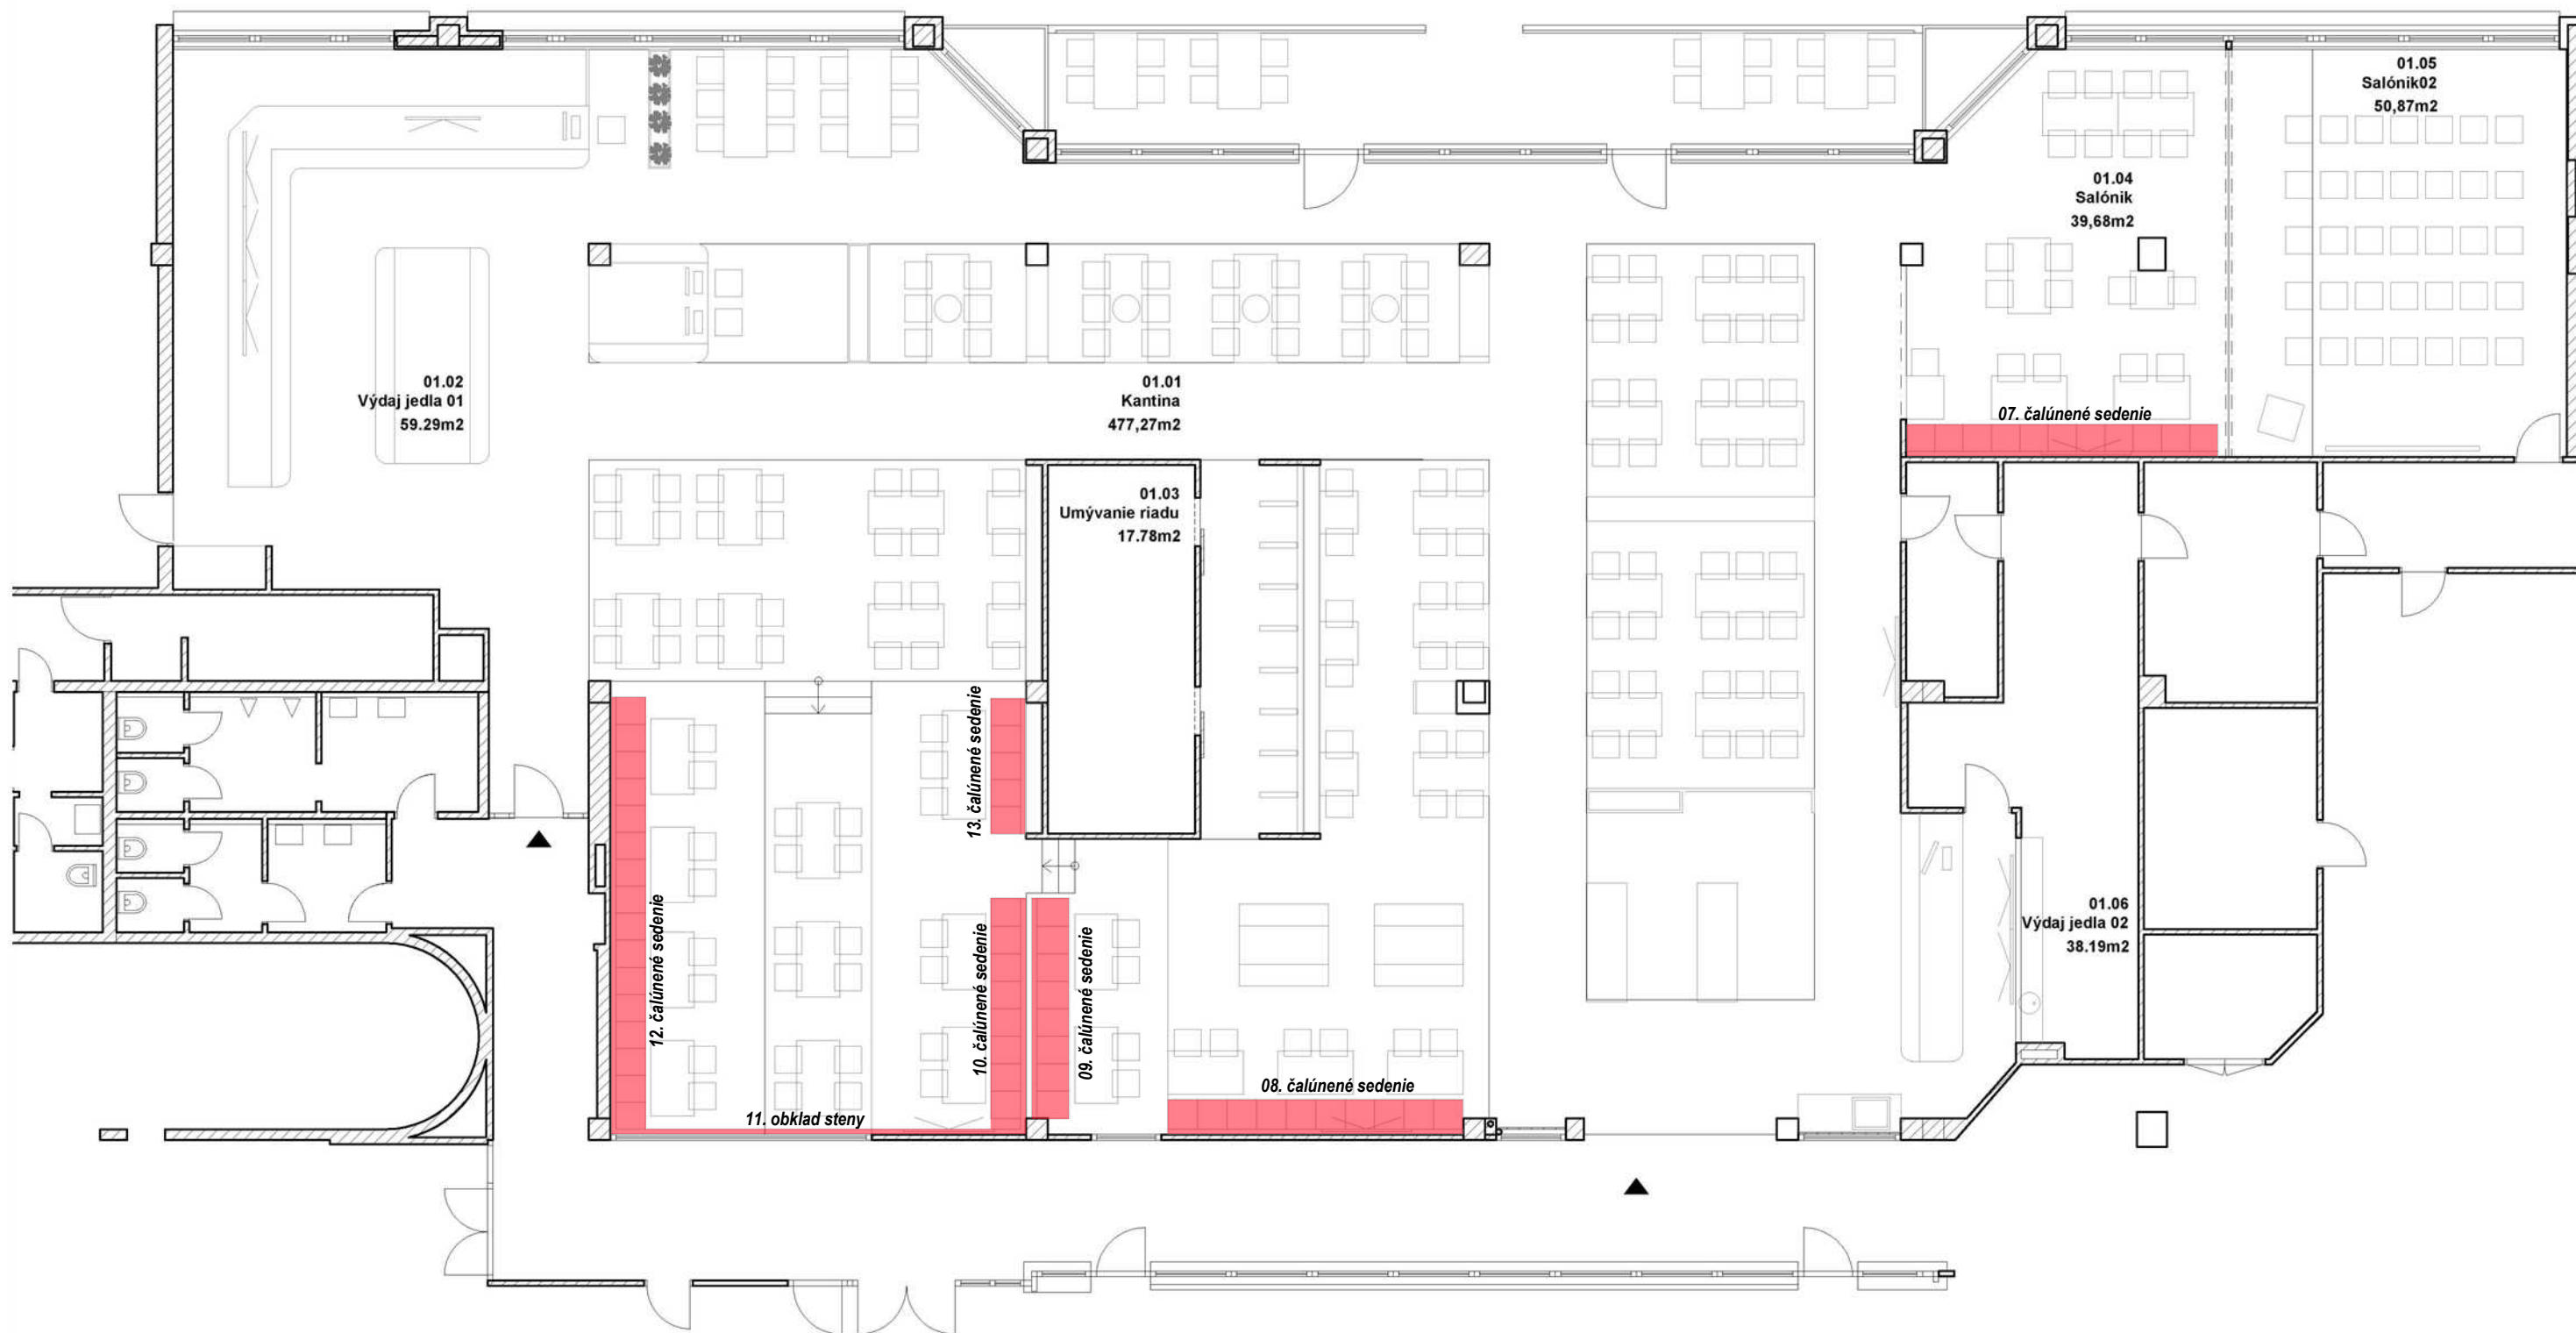 01.05
Salónik02
50,87m2
01.04
Salónik
39,68m2
01.02
Výdaj jedla 01
59.29m2
01.01
Kantina
477,27m2
07. čalúnené sedenie
01.03
Umývanie riadu
17.78m2
13. čalúnené sedenie
12. čalúnené sedenie
10. čalúnené sedenie
09. čalúnené sedenie
01.06
Výdaj jedla 02
38.19m2
08. čalúnené sedenie
11. obklad steny